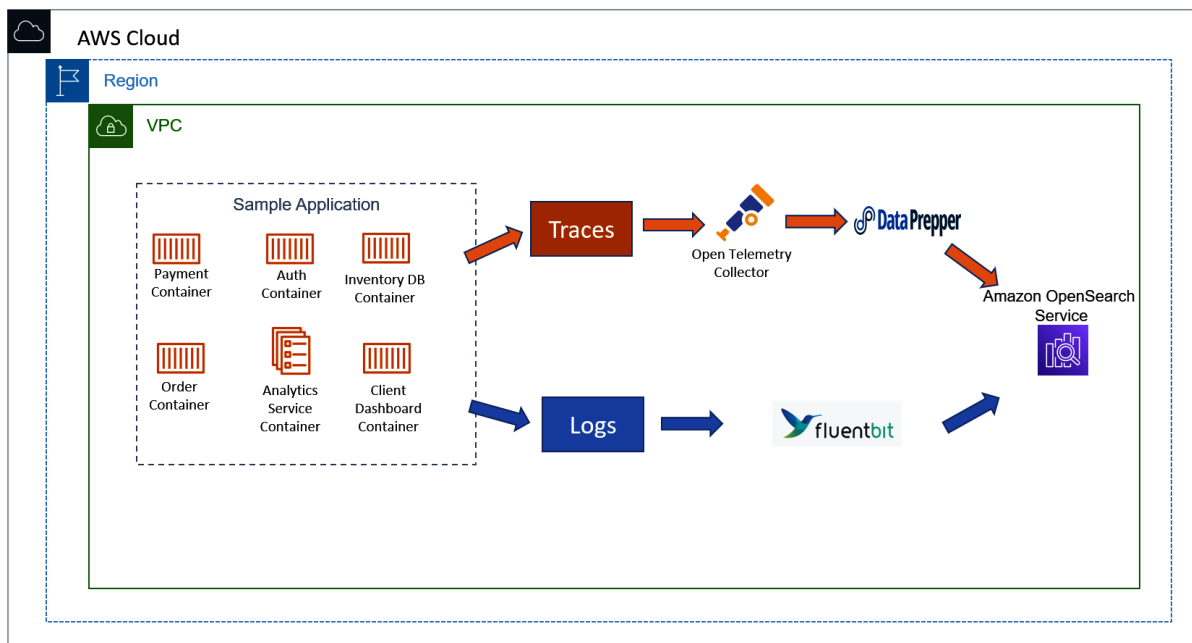 AWS Cloud
Region
VPC
Sample Application
Payment
Container
Auth
Container
Inventory DB
Container
Order
Container
Analytics
Service
Container
Client
Dashboard
Container
Traces
Open Telemetry
Collector
Data Prepper
Amazon OpenSearch
Service
Logs
fluentbit